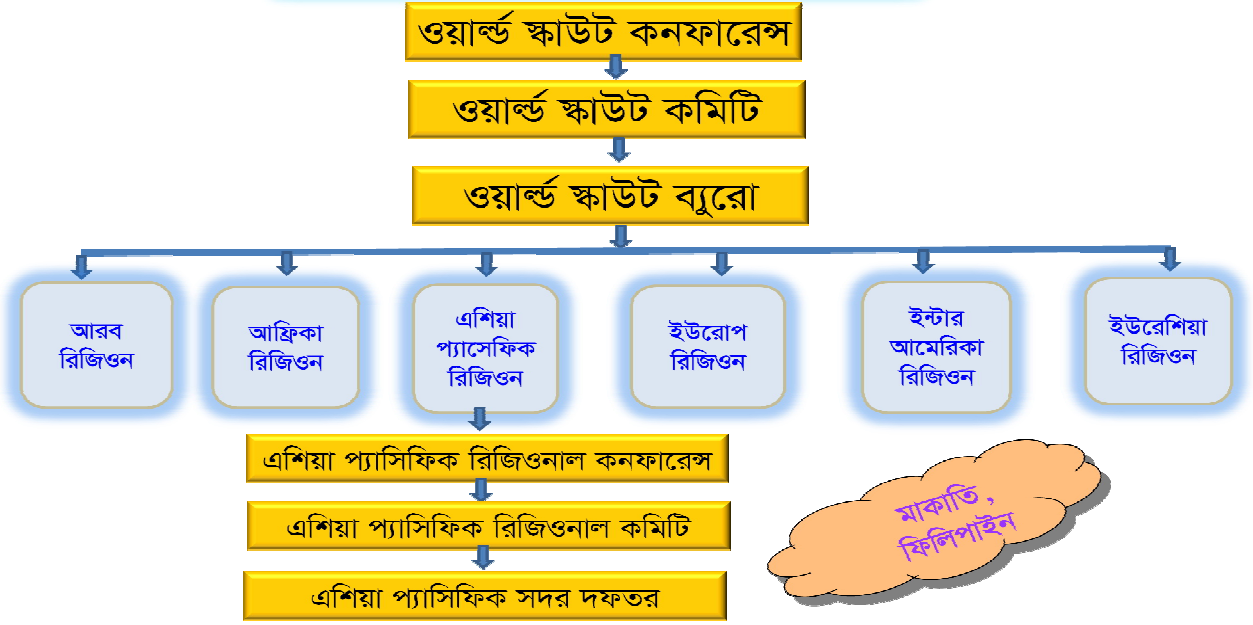 ওয়ার্ল্ড স্কাউট কনফারেন্স
ওয়ার্ল্ড স্কাউট কমিটি
ওয়ার্ল্ড স্কাউট ব্যুরো
আরব
রিজিওন
আফ্রিকা
রিজিওন
এশিয়া
প্যাসেফিক
রিজিওন
ইউরোপ
রিজিওন
ইন্টার
আমেরিকা
রিজিওন
ইউরেশিয়া
রিজিওন
এশিয়া প্যাসিফিক রিজিওনাল কনফারেন্স
এশিয়া প্যাসিফিক রিজিওনাল কমিটি
এশিয়া প্যাসিফিক সদর দফতর
মাকাতি,
ফিলিপাইন